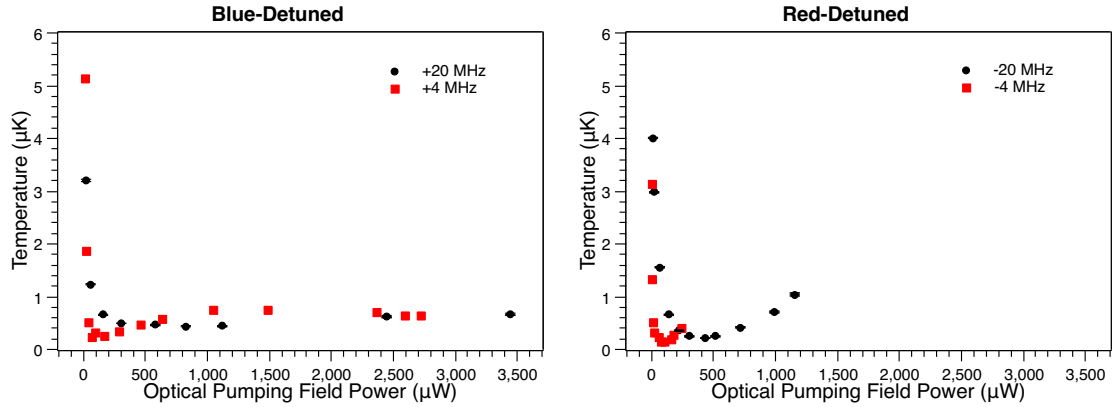 Blue-Detuned
Temperature (μK)
6
5
4
3
2
1
0
+20 MHz
+4 MHz
0 500 1,000 1,500 2,000 2,500 3,000 3,500
Optical Pumping Field Power (μW)
Red-Detuned
Temperature (μK)
6
5
4
3
2
1
0
-20 MHz
-4 MHz
0 500 1,000 1,500 2,000 2,500 3,000 3,500
Optical Pumping Field Power (μW)